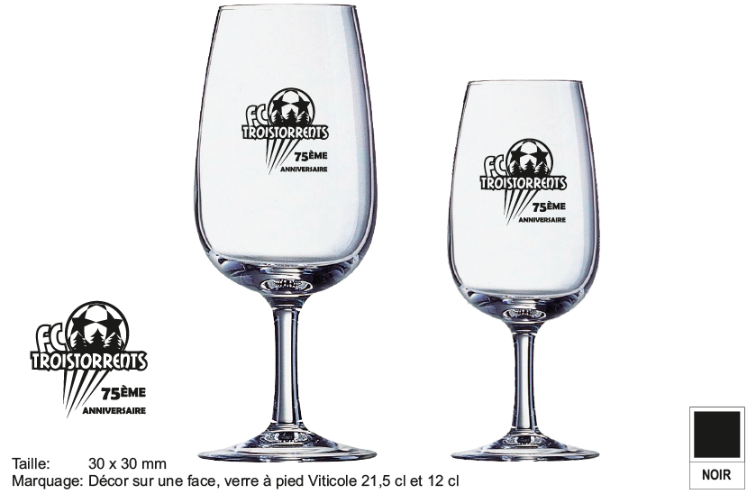 FC
TROISTORRENTS
75ÈME
ANNIVERSAIRE
FC
TROISTORRENTS
75ÈME
ANNIVERSAIRE
FC
TROISTORRENTS
75ÈME
ANNIVERSAIRE
NOIR
Taille: 30 x 30 mm
Marquage: Décor sur une face, verre à pied Viticole 21,5 cl et 12 cl